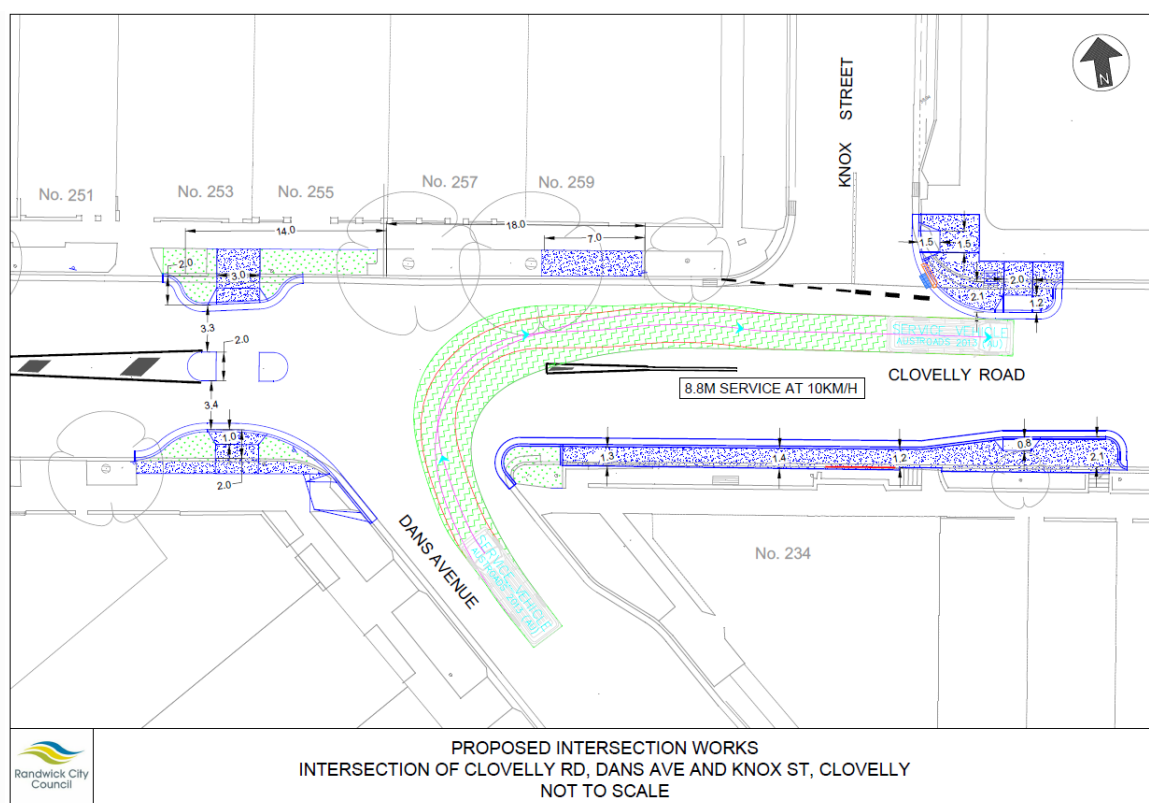 N
KNOX STREET
No. 251
No. 253
No. 255
No. 257
No. 259
14.0
18.0
7.0
2.0
3.0
1.5
1.5
2.0
2.1
1.2
3.3
2.0
SERVICE VEHICLE
AUSTROADS 2013 (AU)
8.8M SERVICE AT 10KM/H
CLOVELLY ROAD
3.4
1.0
2.0
1.3
1.4
1.2
0.8
2.1
DANS AVENUE
SERVICE VEHICLE
AUSTROADS 2013 (AU)
No. 234
Randwick City
Council
PROPOSED INTERSECTION WORKS
INTERSECTION OF CLOVELLY RD, DANS AVE AND KNOX ST, CLOVELLY
NOT TO SCALE